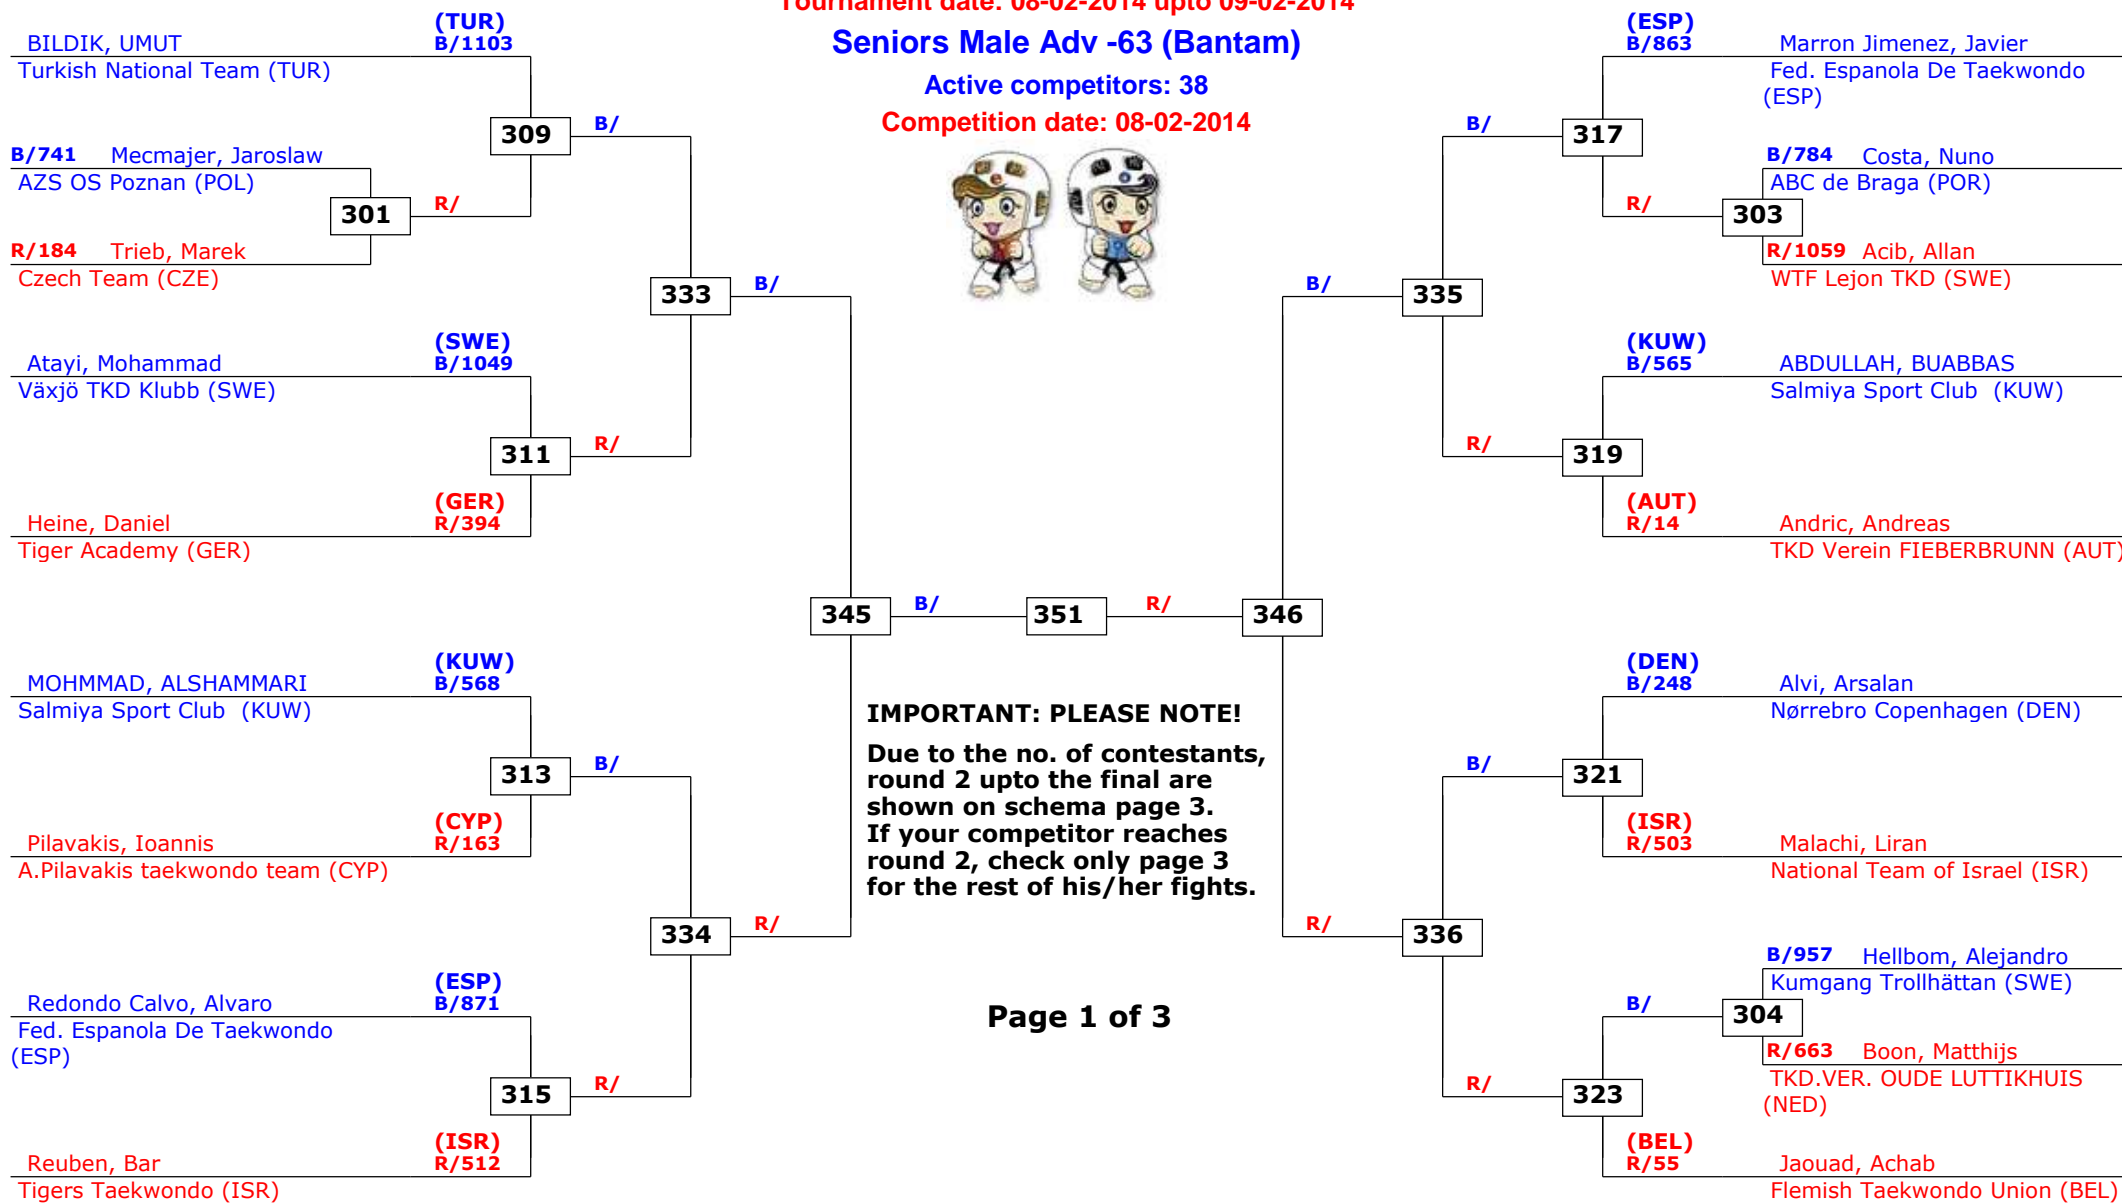 Tournament date: 08-02-2014 upto 09-02-2014
Seniors Male Adv -63 (Bantam)
Active competitors: 38
Competition date: 08-02-2014
(TUR)
BILDIK, UMUT B/1103
Turkish National Team (TUR)
309 B/
B/741 Mecmajer, Jaroslaw
AZS OS Poznan (POL)
301 R/
R/184 Trieb, Marek
Czech Team (CZE)
333 B/
(SWE)
Atayi, Mohammad B/1049
Växjö TKD Klubb (SWE)
311 R/
(GER)
Heine, Daniel R/394
Tiger Academy (GER)
345 B/ 351 R/ 346
(KUW)
MOHMMAD, ALSHAMMARI B/568
Salmiya Sport Club (KUW)
313 B/
(CYP)
Pilavakis, Ioannis R/163
A.Pilavakis taekwondo team (CYP)
334 R/
(ESP)
Redondo Calvo, Alvaro B/871
Fed. Espanola De Taekwondo
(ESP)
315 R/
(ISR)
Reuben, Bar R/512
Tigers Taekwondo (ISR)
IMPORTANT: PLEASE NOTE!
Due to the no. of contestants,
round 2 upto the final are
shown on schema page 3.
If your competitor reaches
round 2, check only page 3
for the rest of his/her fights.
Page 1 of 3
(ESP)
B/863 Marron Jimenez, Javier
Fed. Espanola De Taekwondo
(ESP)
B/ 317
B/784 Costa, Nuno
ABC de Braga (POR)
R/ 303
R/1059 Acib, Allan
WTF Lejon TKD (SWE)
B/ 335
(KUW)
B/565 ABDULLAH, BUABBAS
Salmiya Sport Club (KUW)
R/ 319
(AUT)
R/14 Andric, Andreas
TKD Verein FIEBERBRUNN (AUT)
(DEN)
B/248 Alvi, Arsalan
Nørrebro Copenhagen (DEN)
B/ 321
(ISR)
R/503 Malachi, Liran
National Team of Israel (ISR)
R/ 336
B/957 Hellbom, Alejandro
Kumgang Trollhättan (SWE)
B/ 304
R/663 Boon, Matthijs
TKD.VER. OUDE LUTTIKHUIS
(NED)
R/ 323
(BEL)
R/55 Jaouad, Achab
Flemish Taekwondo Union (BEL)